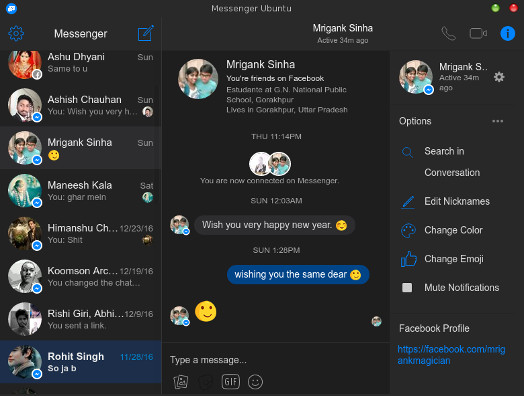 Messenger Ubuntu
Messenger
Ashu Dhyani Sun
Same to u
Ashish Chauhan Sun
You: Wish you very h...
Mrigank Sinha Sun
Maneesh Kala Sat
You: ghar mein
Himanshu Ch... 12/23/16
You: Shit
Koomson Arc... 12/19/16
You changed the chat...
Rishi Giri, Abhi... 12/9/16
You sent a link.
Rohit Singh 11/28/16
So ja b
Mrigank Sinha
Active 34m ago
Mrigank Sinha
You're friends on Facebook
Estudante at G.N. National Public
School, Gorakhpur
Lives in Gorakhpur, Uttar Pradesh
THU 11:14PM
You are now connected on Messenger.
SUN 12:03AM
Wish you very happy new year. 😊
SUN 1:28PM
wishing you the same dear 🙂
Type a message...
GIF
Mrigank S..
Active 34m
ago
Options
Search in
Conversation
Edit Nicknames
Change Color
Change Emoji
Mute Notifications
Facebook Profile
https://facebook.com/mrig
ankmagician